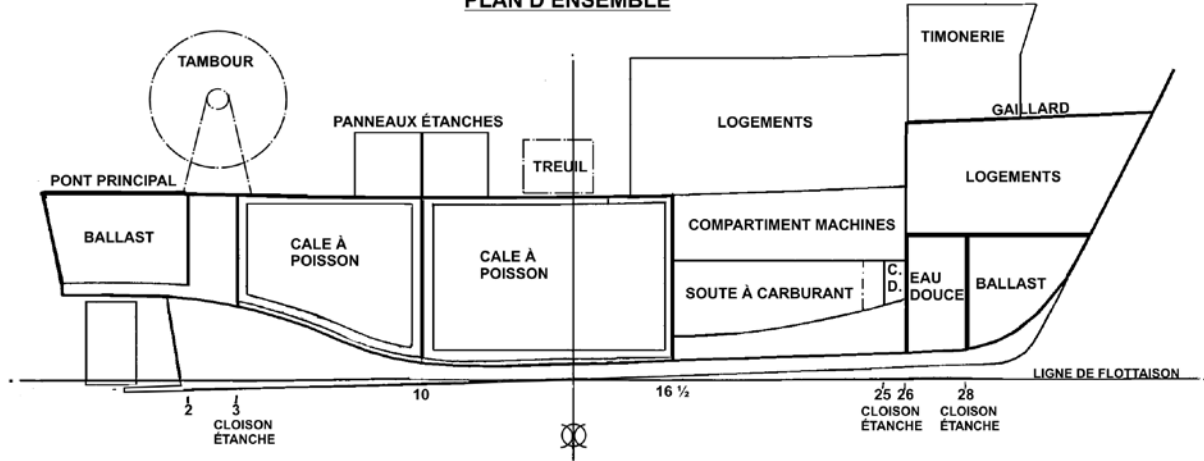 PLAN D'ENSEMBLE
TIMONERIE
TAMBOUR
GAILLARD
PANNEAUX ÉTANCHES
LOGEMENTS
TREUIL
PONT PRINCIPAL
LOGEMENTS
BALLAST
CALE À
POISSON
CALE À
POISSON
COMPARTIMENT MACHINES
SOUTE À CARBURANT
C.
D.
EAU
DOUCE
BALLAST
LIGNE DE FLOTTAISON
2
3
CLOISON
ÉTANCHE
10
16 ½
25 26
CLOISON
ÉTANCHE
28
CLOISON
ÉTANCHE